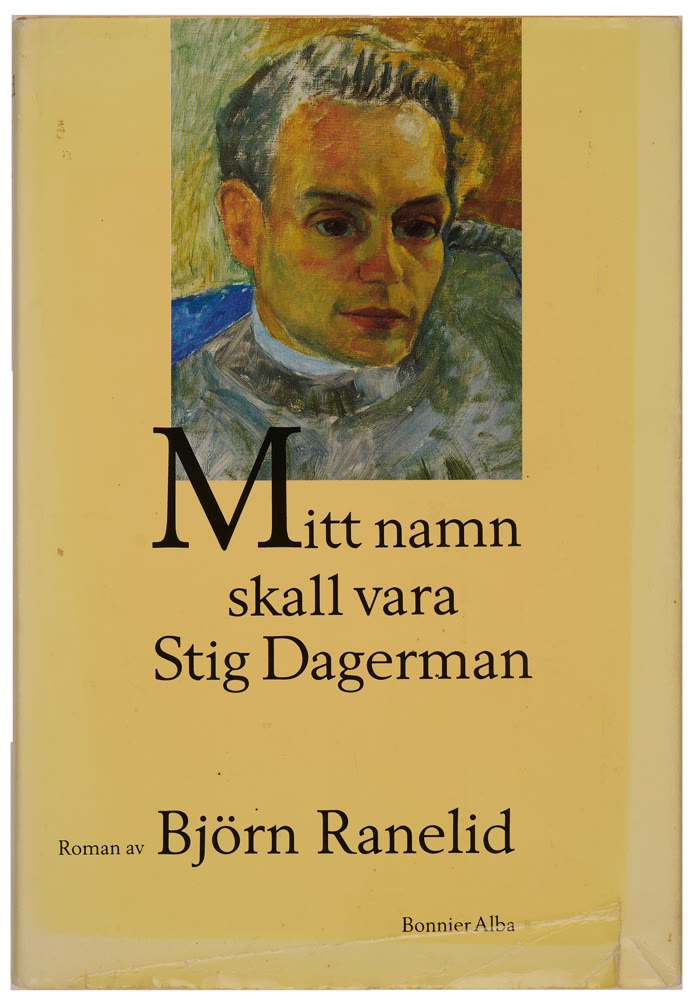 Mitt namn
skall vara
Stig Dagerman
Roman av Björn Ranelid
Bonnier Alba